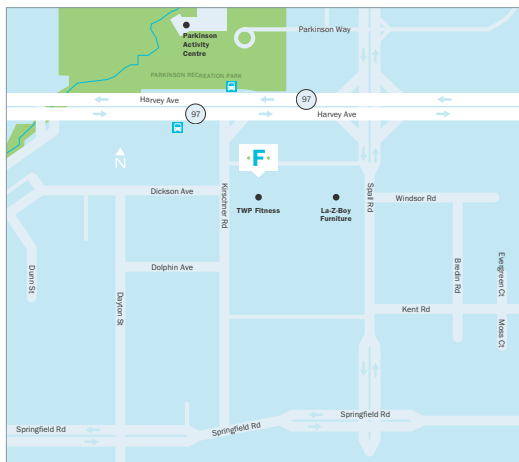 Parkinson Way
Parkinson
Activity
Centre
PARKINSON RECREATION PARK
Harvey Ave
97
97
Harvey Ave
N
F
Dickson Ave
Kirschner Rd
TWP Fitness
La-Z-Boy
Furniture
Spall Rd
Windsor Rd
Dunn St
Dayton St
Dolphin Ave
Bredin Rd
Evergreen Ct
Kent Rd
Moss Ct
Springfield Rd
Springfield Rd
Springfield Rd